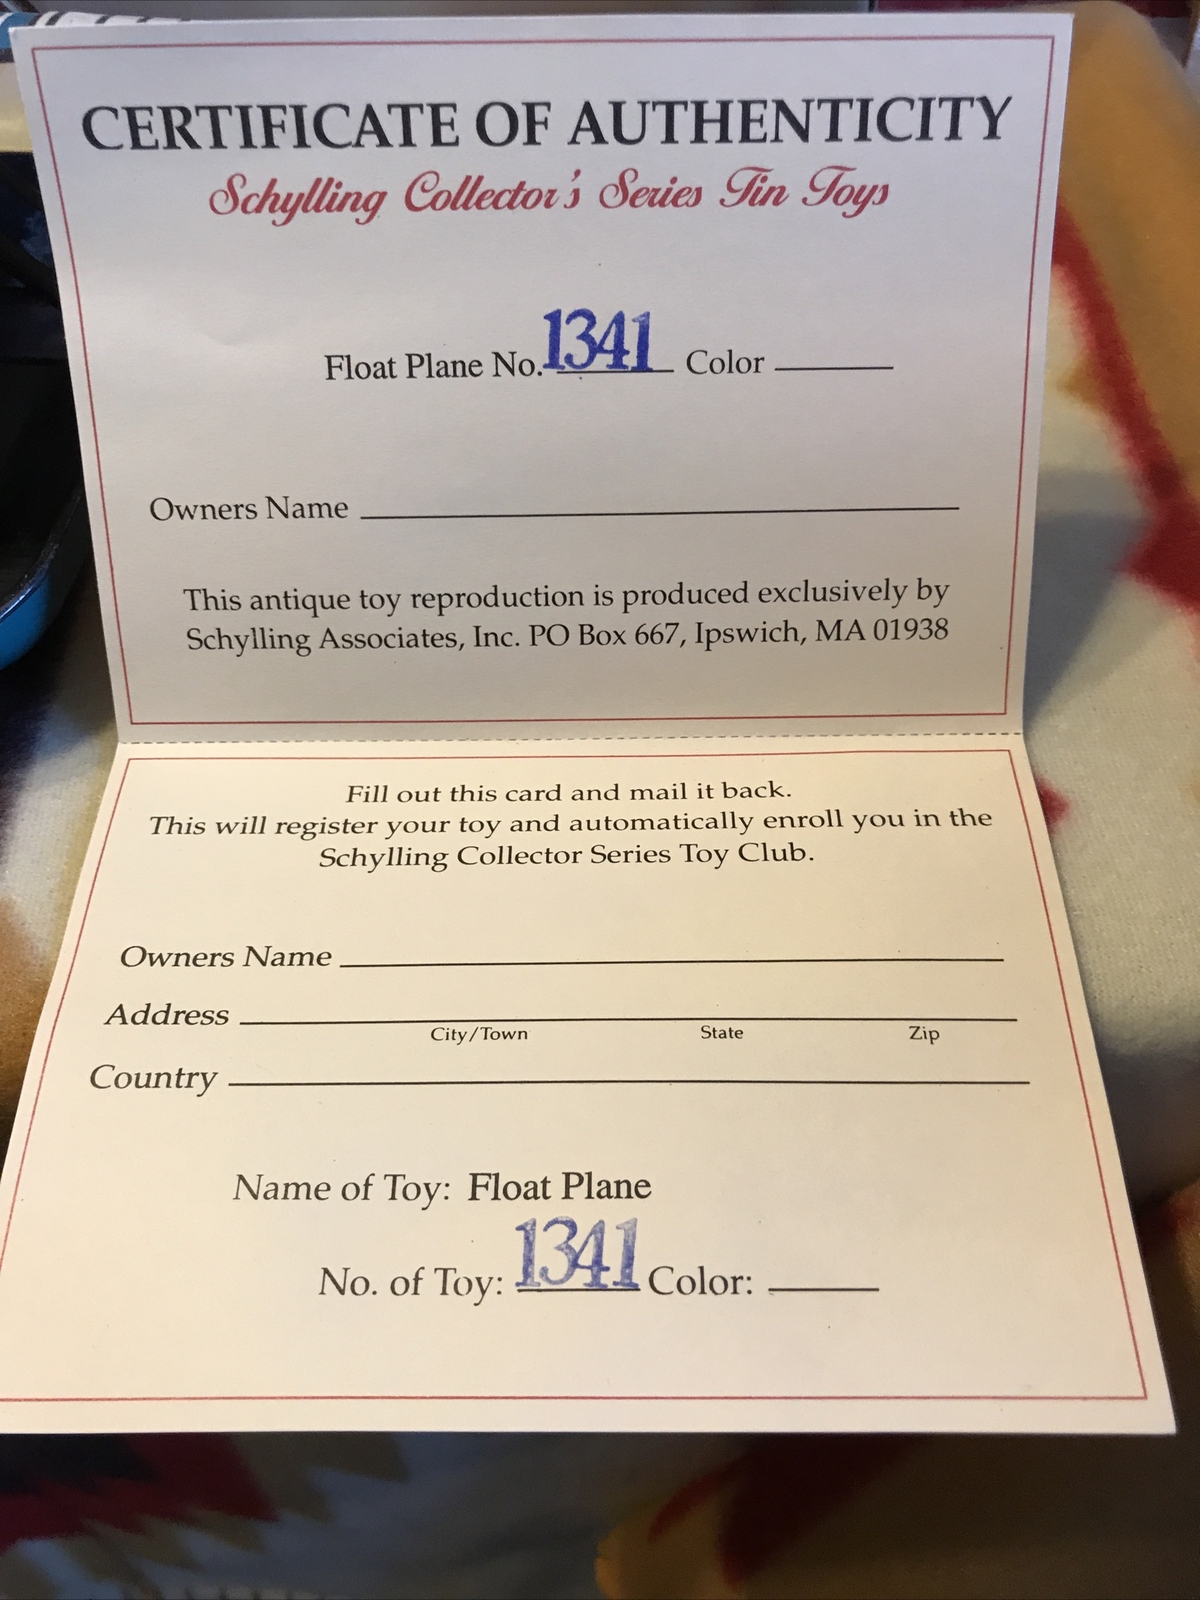 CERTIFICATE OF AUTHENTICITY
Schylling Collector's Series Tin Toys
Float Plane No. 1341 Color
Owners Name
This antique toy reproduction is produced exclusively by
Schylling Associates, Inc. PO Box 667, Ipswich, MA 01938
Fill out this card and mail it back.
This will register your toy and automatically enroll you in the
Schylling Collector Series Toy Club.
Owners Name
Address
City/Town State Zip
Country
Name of Toy: Float Plane
No. of Toy: 1341 Color: